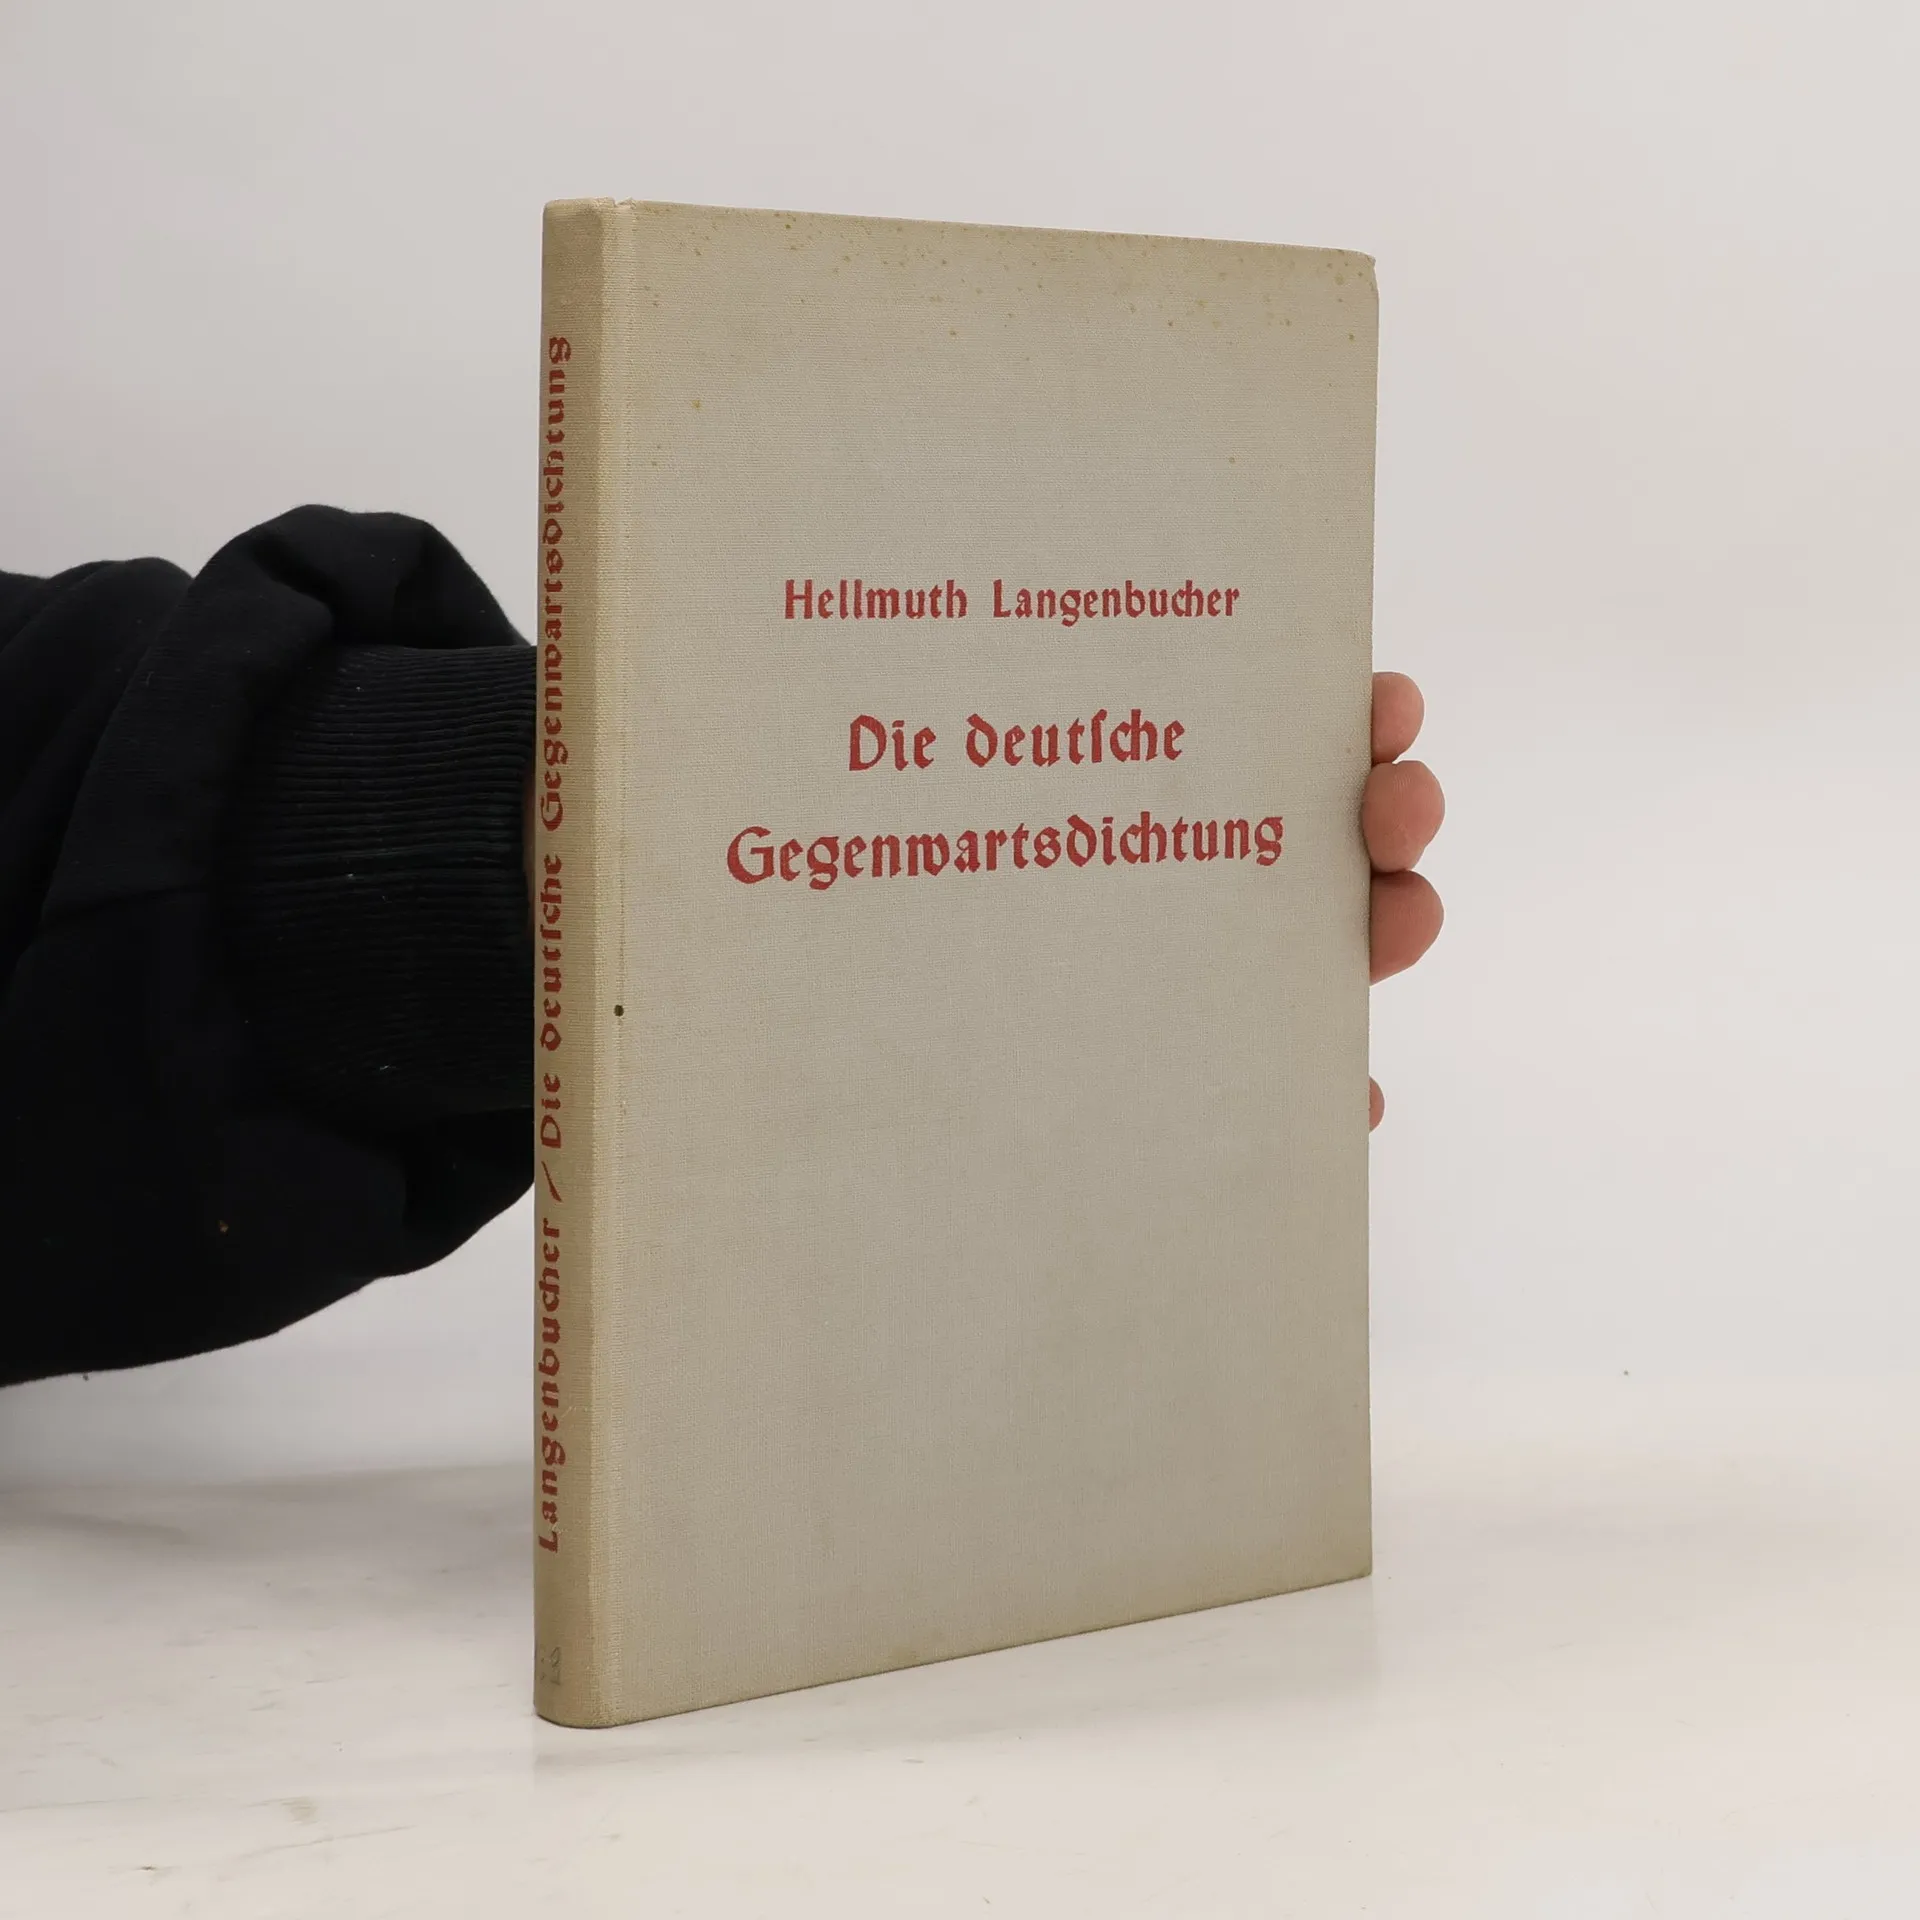 Hellmuth Langenbucher
Die deutſche
Gegenwartsdichtung
Langenbucher / Die deutſche Gegenwartsdichtung